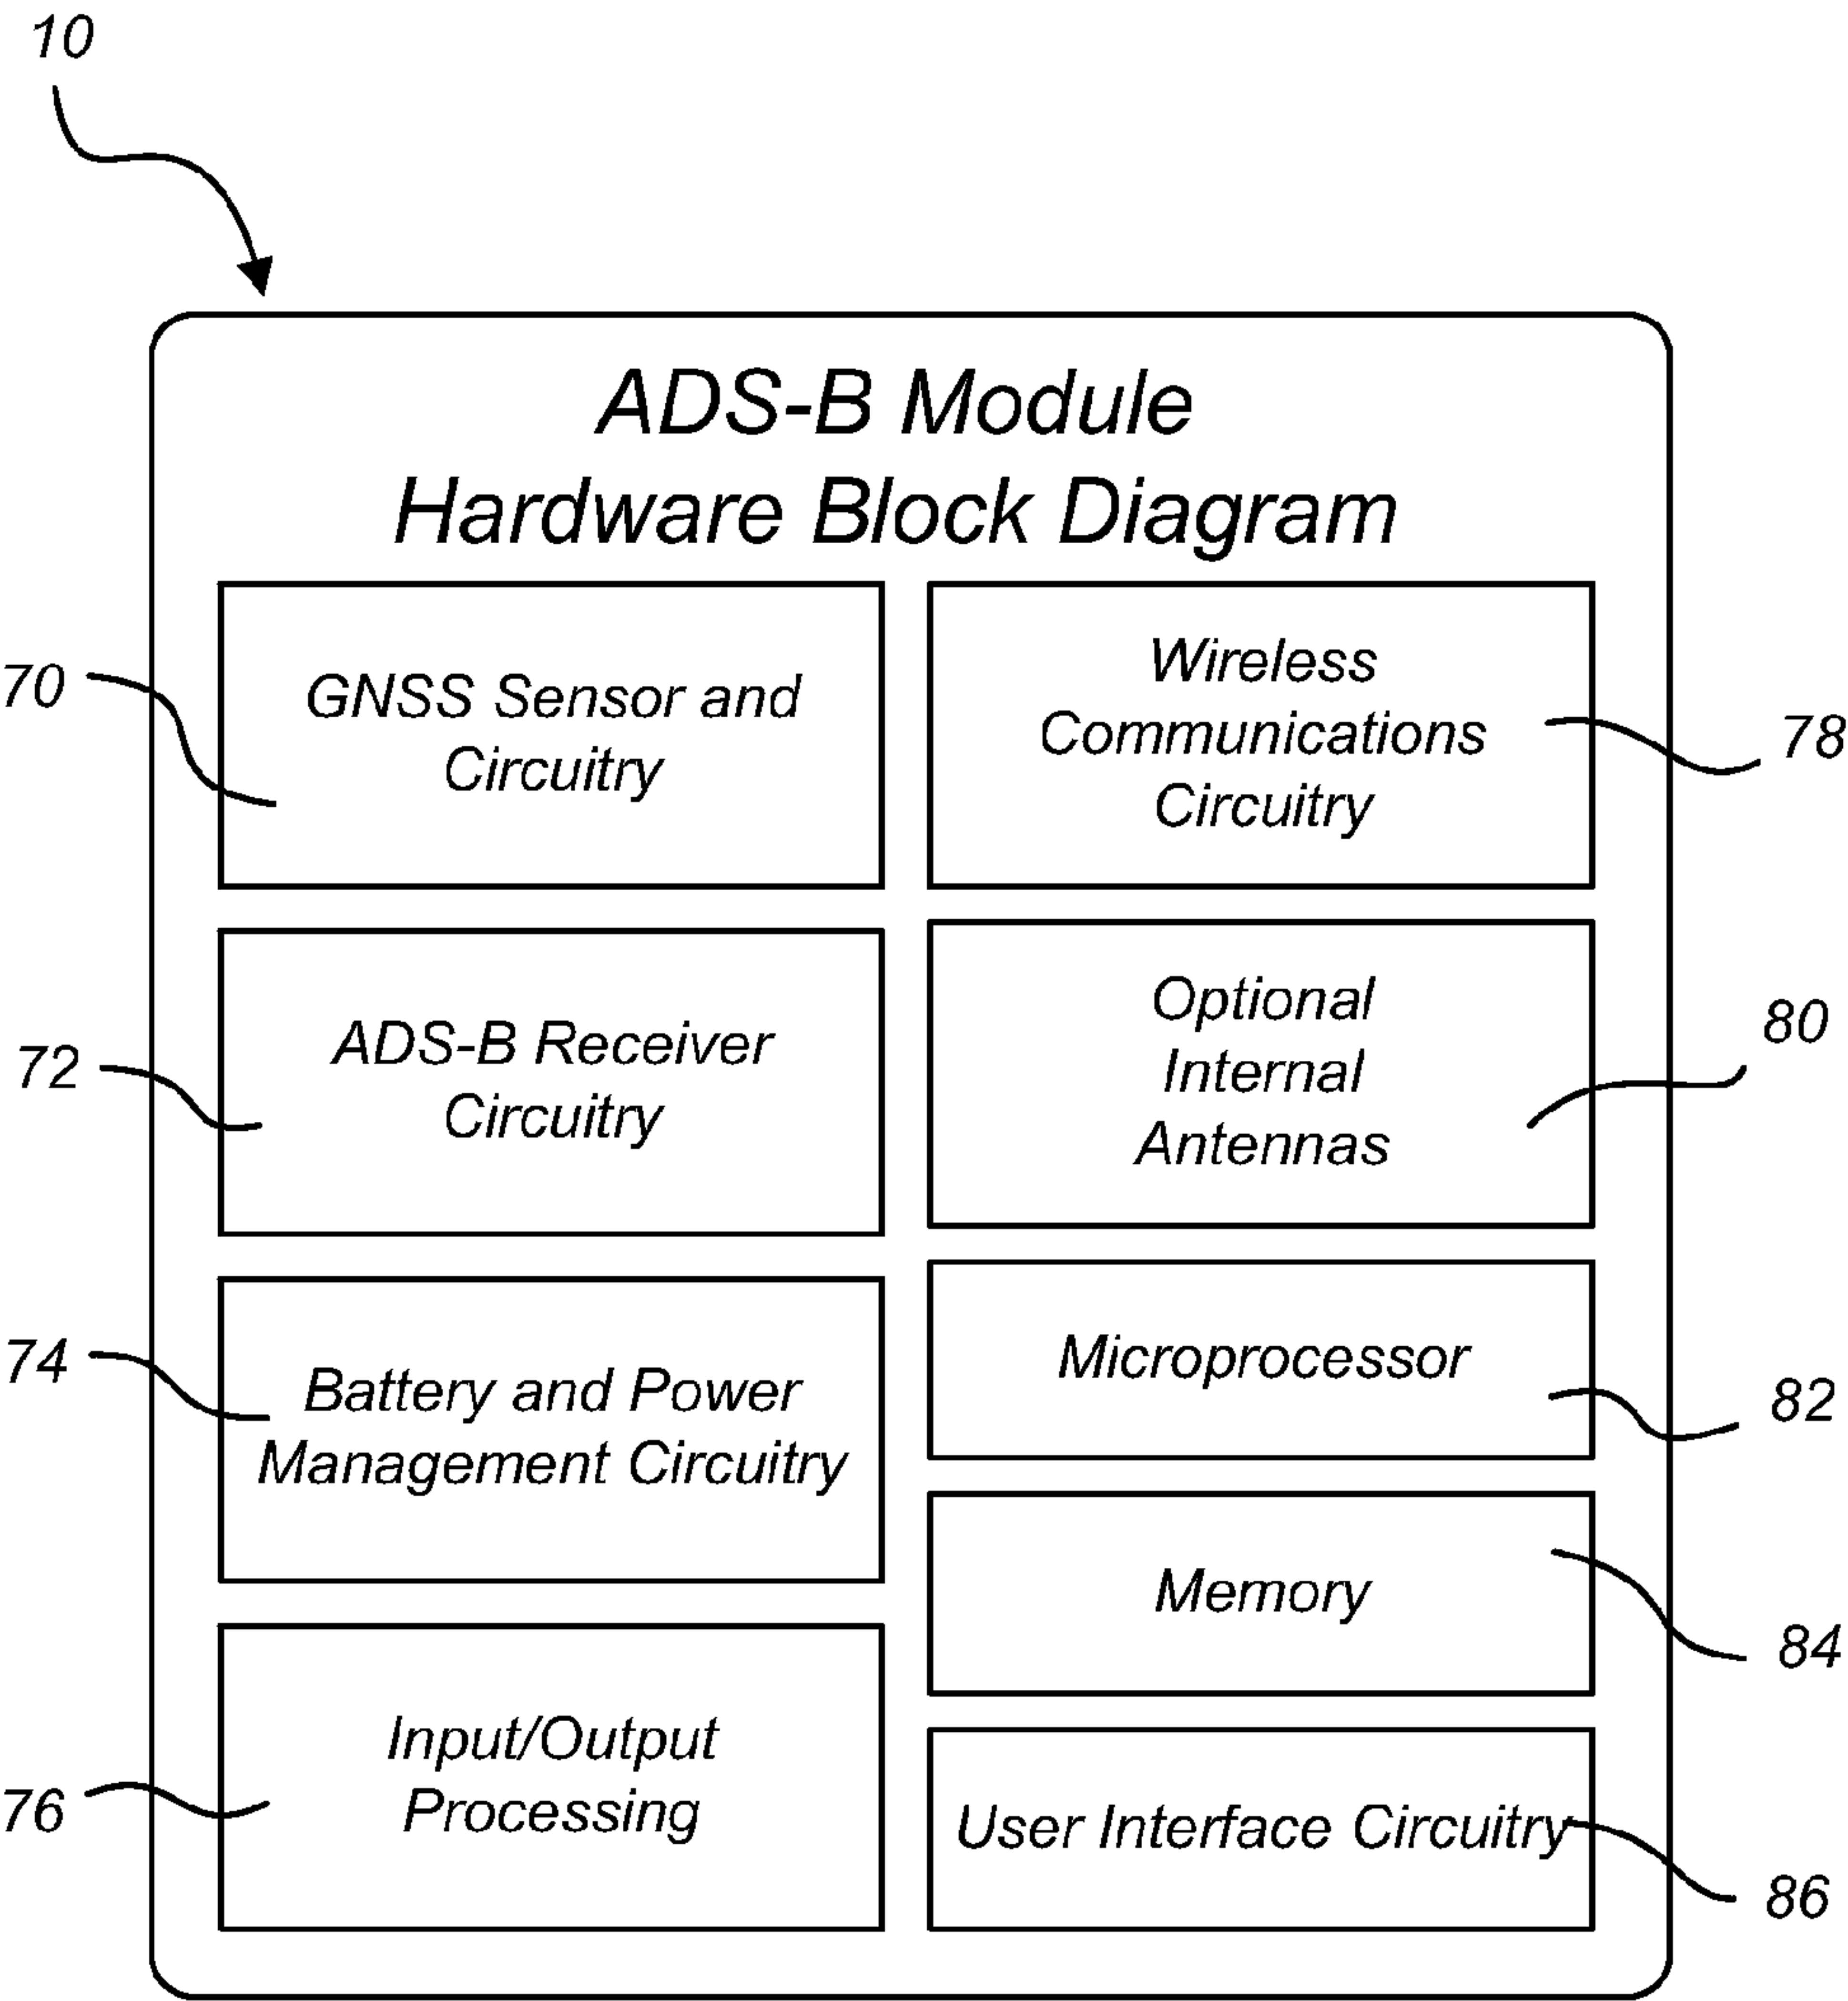 10
ADS-B Module
Hardware Block Diagram
70
GNSS Sensor and
Circuitry
Wireless
Communications
Circuitry
78
72
ADS-B Receiver
Circuitry
Optional
Internal
Antennas
80
74
Battery and Power
Management Circuitry
Microprocessor
82
Memory
84
76
Input/Output
Processing
User Interface Circuitry
86